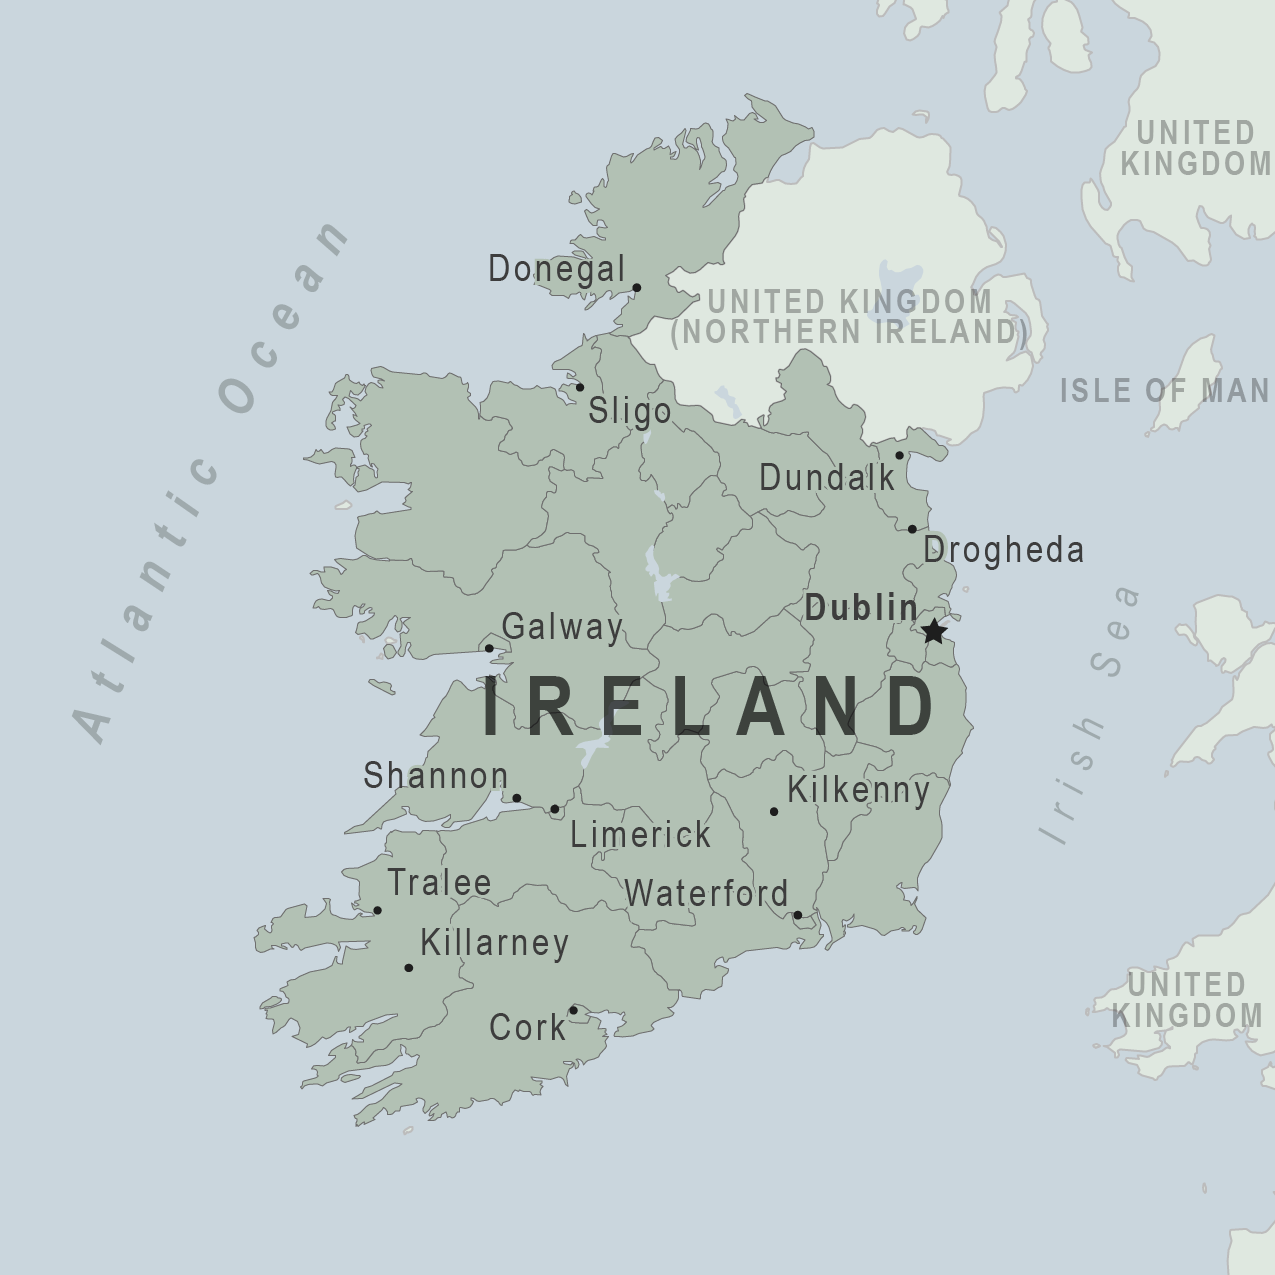 UNITED
KINGDOM
Atlantic Ocean
Donegal
UNITED KINGDOM
(NORTHERN IRELAND)
ISLE OF MAN
Sligo
Dundalk
Drogheda
Dublin
Galway
Irish Sea
IRELAND
Shannon
Kilkenny
Limerick
Tralee
Waterford
Killarney
UNITED
KINGDOM
Cork